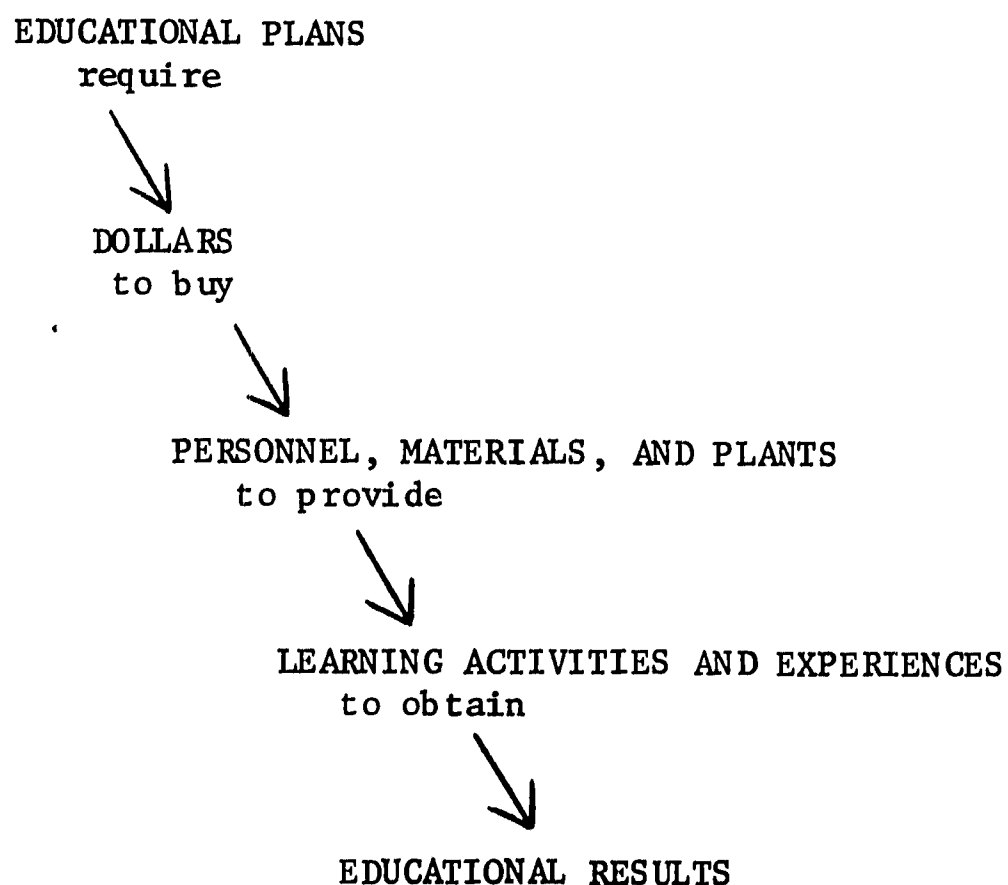 EDUCATIONAL PLANS
require
DOLLARS
to buy
PERSONNEL, MATERIALS, AND PLANTS
to provide
LEARNING ACTIVITIES AND EXPERIENCES
to obtain
EDUCATIONAL RESULTS